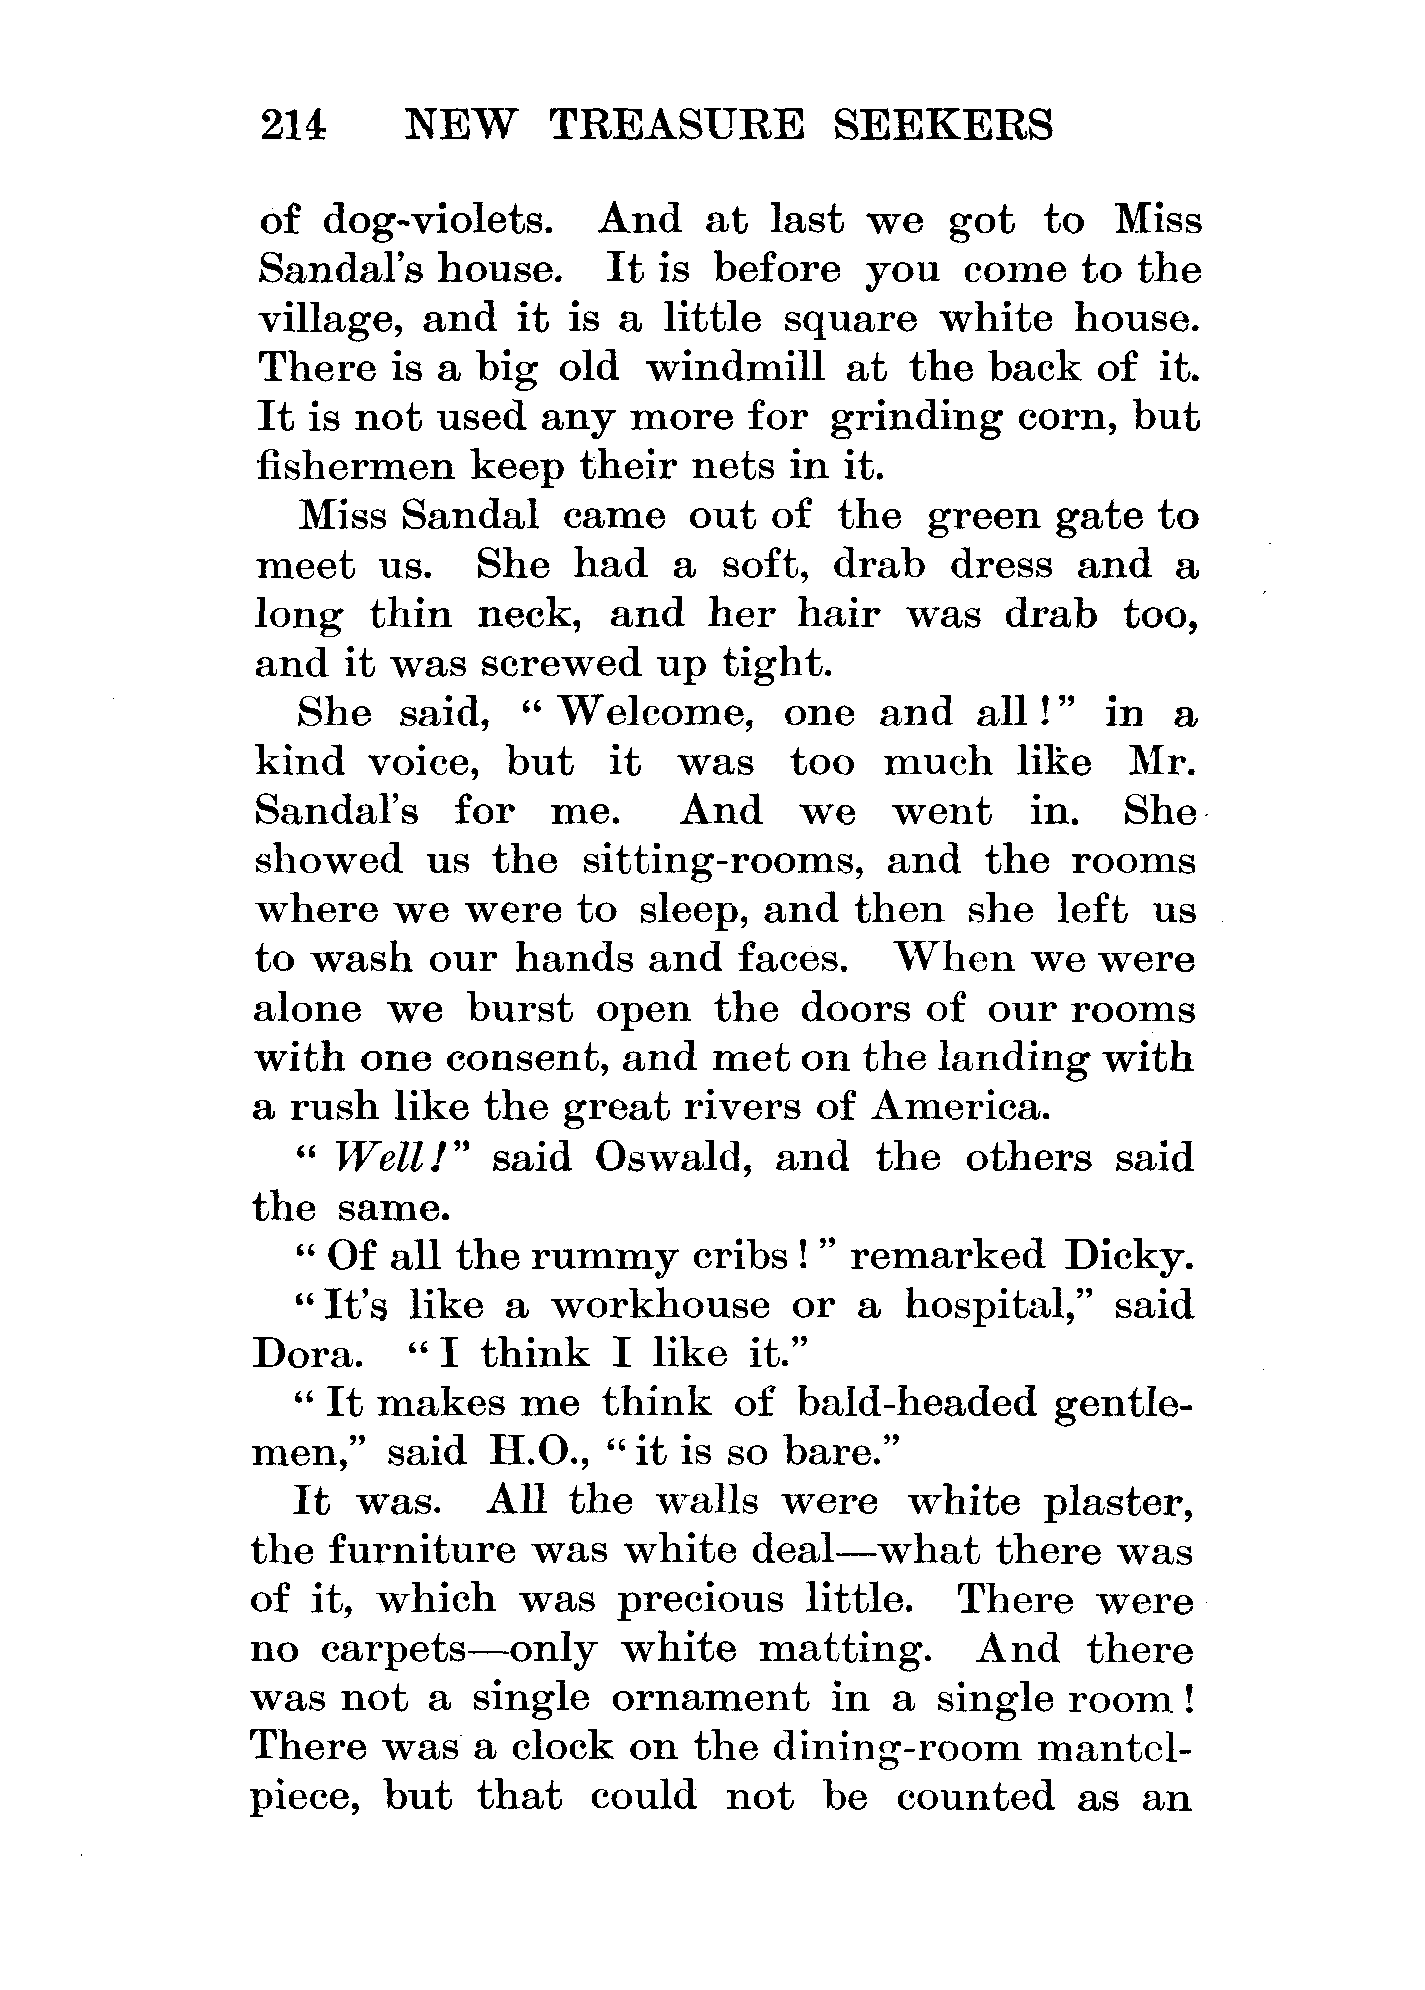 214 NEW TREASURE SEEKERS
of dog-violets. And at last we got to Miss
Sandal's house. It is before you come to the
village, and it is a little square white house.
There is a big old windmill at the back of it.
It is not used any more for grinding corn, but
fishermen keep their nets in it.
Miss Sandal came out of the green gate to
meet us. She had a soft, drab dress and a
long thin neck, and her hair was drab too,
and it was screwed up tight.
She said, “Welcome, one and all!” in a
kind voice, but it was too much like Mr.
Sandal's for me. And we went in. She
showed us the sitting-rooms, and the rooms
where we were to sleep, and then she left us
to wash our hands and faces. When we were
alone we burst open the doors of our rooms
with one consent, and met on the landing with
a rush like the great rivers of America.
“Well!” said Oswald, and the others said
the same.
“Of all the rummy cribs!” remarked Dicky.
“It's like a workhouse or a hospital,” said
Dora. “I think I like it.”
“It makes me think of bald-headed gentle-
men,” said H.O., “it is so bare.”
It was. All the walls were white plaster,
the furniture was white deal—what there was
of it, which was precious little. There were
no carpets—only white matting. And there
was not a single ornament in a single room!
There was a clock on the dining-room mantel-
piece, but that could not be counted as an